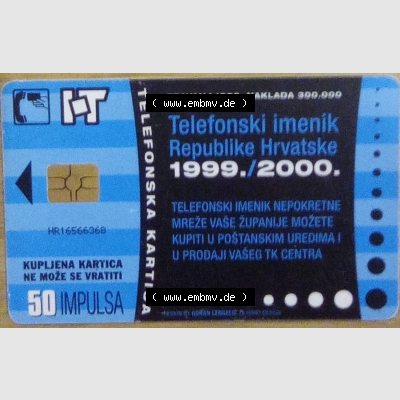 NAKLADA 300.000
( www.embmv.de )
HT
TELEFONSKA KARTICA
Telefonski imenik
Republike Hrvatske
1999./2000.
TELEFONSKI IMENIK NEPOKRETNE
MREŽE VAŠE ŽUPANIJE MOŽETE
KUPITI U POŠTANSKIM UREDIMA I
U PRODAJI VAŠEG TK CENTRA
HR1656636B
KUPLJENA KARTICA
NE MOŽE SE VRATITI
50 IMPULSA
( www.embmv.de )